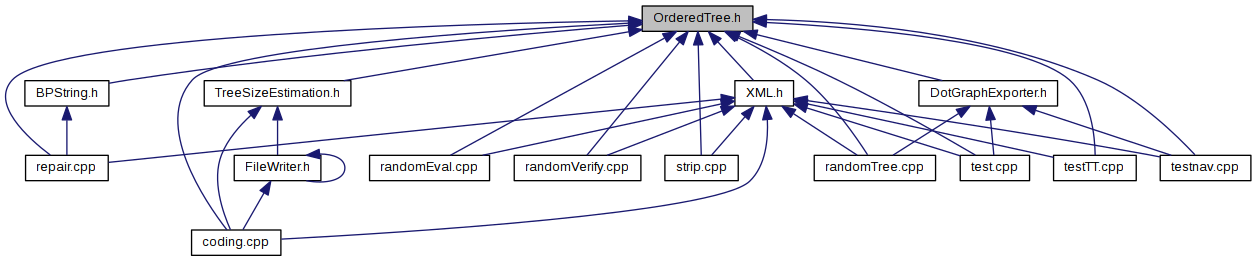 OrderedTree.h
BPString.h
TreeSizeEstimation.h
XML.h
DotGraphExporter.h
repair.cpp
FileWriter.h
randomEval.cpp
randomVerify.cpp
strip.cpp
randomTree.cpp
test.cpp
testTT.cpp
testnav.cpp
coding.cpp